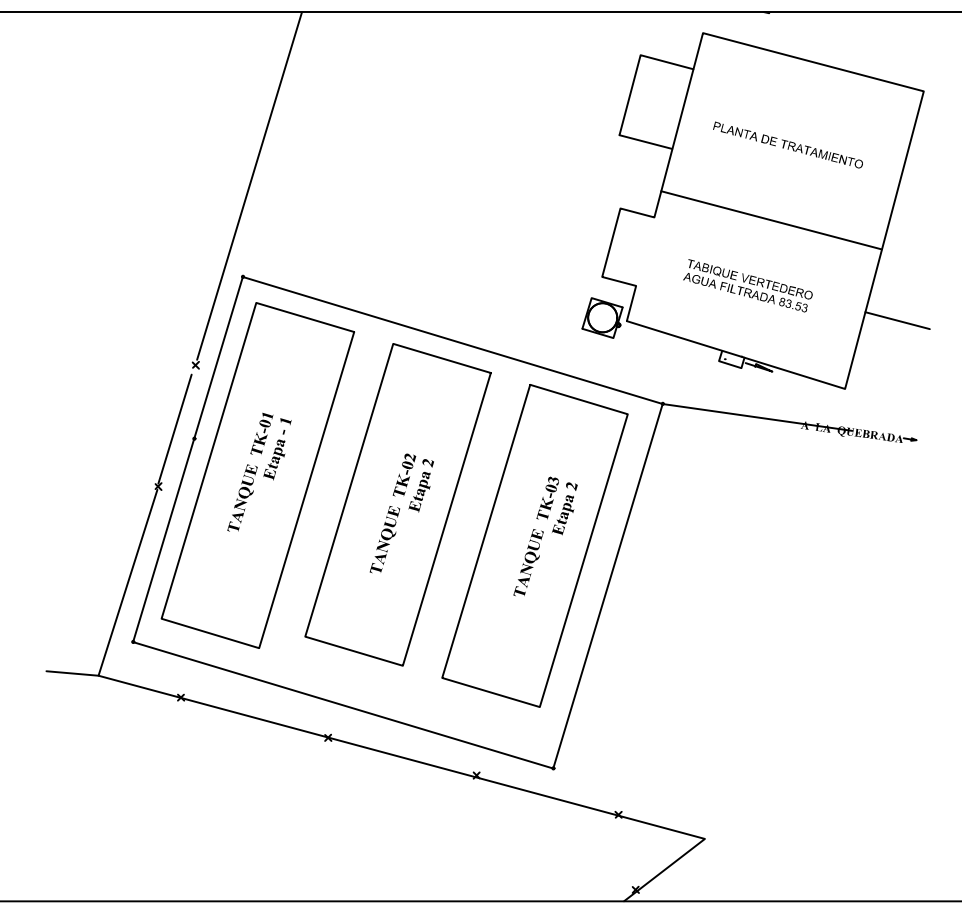 PLANTA DE TRATAMIENTO
TABIQUE VERTEDERO
AGUA FILTRADA 83.53
A LA QUEBRADA
TANQUE TK-01
Etapa - 1
TANQUE TK-02
Etapa 2
TANQUE TK-03
Etapa 2